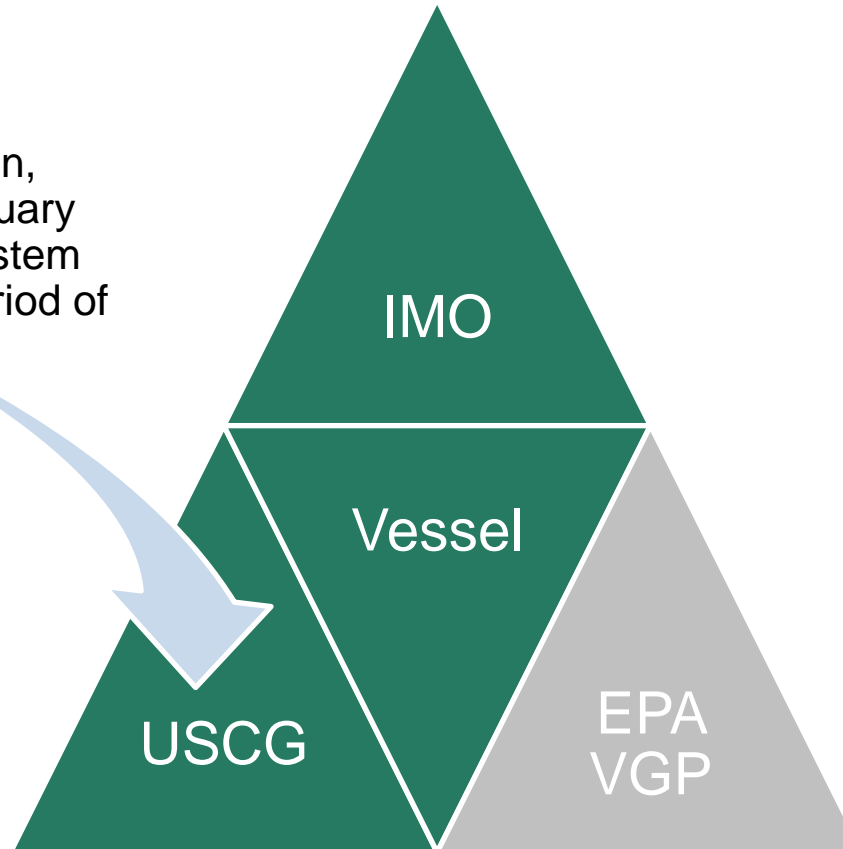 n,
uary
stem
riod of
IMO
Vessel
USCG
EPA
VGP